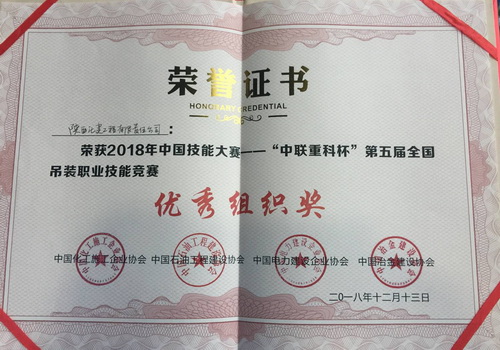 荣誉证书
HONORARY CREDENTIAL
陕西化建工程有限责任公司：
荣获2018年中国技能大赛——“中联重科杯”第五届全国
吊装职业技能竞赛
优秀组织奖
中国化工施工企业协会 中国石油工程建设协会 中国电力建设企业协会 中国冶金建设协会
二〇一八年十二月十三日